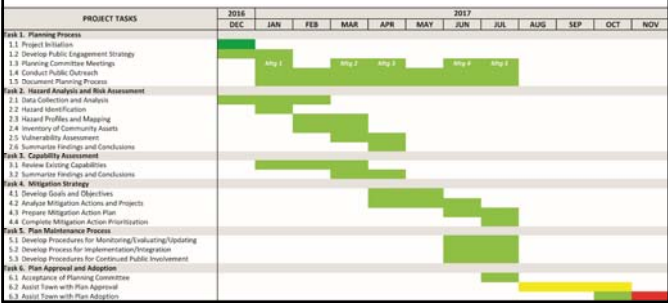 PROJECT TASKS
2016 2017
DEC JAN FEB MAR APR MAY JUN JUL AUG SEP OCT NOV
Task 1. Planning Process
1.1 Project Initiation
1.2 Develop Public Engagement Strategy
1.3 Planning Committee Meetings Mtg 1 Mtg 2 Mtg 3 Mtg 4 Mtg 5
1.4 Conduct Public Outreach
1.5 Document Planning Process
Task 2. Hazard Analysis and Risk Assessment
2.1 Data Collection and Analysis
2.2 Hazard Identification
2.3 Hazard Profiles and Mapping
2.4 Inventory of Community Assets
2.5 Vulnerability Assessment
2.6 Summarize Findings and Conclusions
Task 3. Capability Assessment
3.1 Review Existing Capabilities
3.2 Summarize Findings and Conclusions
Task 4. Mitigation Strategy
4.1 Develop Goals and Objectives
4.2 Analyze Mitigation Actions and Projects
4.3 Prepare Mitigation Action Plan
4.4 Complete Mitigation Action Prioritization
Task 5. Plan Maintenance Process
5.1 Develop Procedures for Monitoring/Evaluating/Updating
5.2 Develop Process for Implementation/Integration
5.3 Develop Procedures for Continued Public Involvement
Task 6. Plan Approval and Adoption
6.1 Acceptance of Planning Committee
6.2 Assist Town with Plan Approval
6.3 Assist Town with Plan Adoption